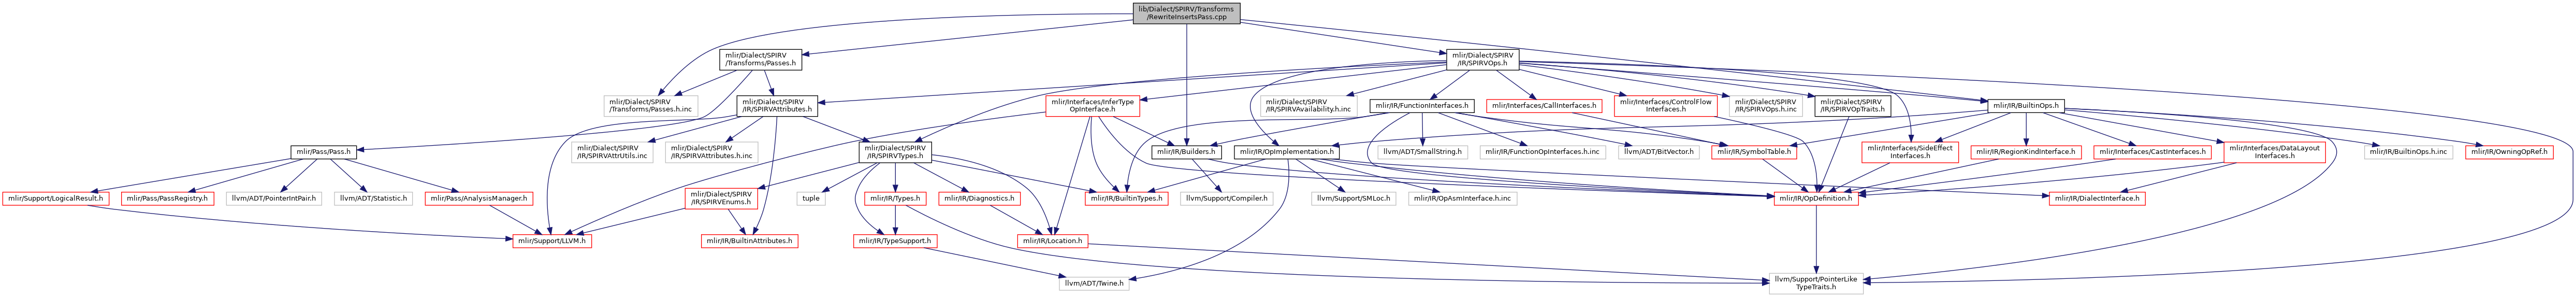 lib/Dialect/SPIRV/Transforms
/RewriteInsertsPass.cpp
mlir/Dialect/SPIRV
/Transforms/Passes.h
mlir/Dialect/SPIRV
/IR/SPIRVOps.h
mlir/Dialect/SPIRV
/Transforms/Passes.h.inc
mlir/Dialect/SPIRV
/IR/SPIRVAttributes.h
mlir/Interfaces/InferType
OpInterface.h
mlir/Dialect/SPIRV
/IR/SPIRVAvailability.h.inc
mlir/IR/FunctionInterfaces.h
mlir/Interfaces/CallInterfaces.h
mlir/Interfaces/ControlFlow
Interfaces.h
mlir/Dialect/SPIRV
/IR/SPIRVOps.h.inc
mlir/Dialect/SPIRV
/IR/SPIRVOpTraits.h
mlir/IR/BuiltinOps.h
mlir/Pass/Pass.h
mlir/Dialect/SPIRV
/IR/SPIRVAttrUtils.inc
mlir/Dialect/SPIRV
/IR/SPIRVAttributes.h.inc
mlir/Dialect/SPIRV
/IR/SPIRVTypes.h
mlir/IR/Builders.h
mlir/IR/OpImplementation.h
llvm/ADT/SmallString.h
mlir/IR/FunctionOpInterfaces.h.inc
llvm/ADT/BitVector.h
mlir/IR/SymbolTable.h
mlir/Interfaces/SideEffect
Interfaces.h
mlir/IR/RegionKindInterface.h
mlir/Interfaces/CastInterfaces.h
mlir/Interfaces/DataLayout
Interfaces.h
mlir/IR/BuiltinOps.h.inc
mlir/IR/OwningOpRef.h
mlir/Support/LogicalResult.h
mlir/Pass/PassRegistry.h
llvm/ADT/PointerIntPair.h
llvm/ADT/Statistic.h
mlir/Pass/AnalysisManager.h
mlir/Dialect/SPIRV
/IR/SPIRVEnums.h
tuple
mlir/IR/Types.h
mlir/IR/Diagnostics.h
mlir/IR/BuiltinTypes.h
llvm/Support/Compiler.h
llvm/Support/SMLoc.h
mlir/IR/OpAsmInterface.h.inc
mlir/IR/OpDefinition.h
mlir/IR/DialectInterface.h
mlir/Support/LLVM.h
mlir/IR/BuiltinAttributes.h
mlir/IR/TypeSupport.h
mlir/IR/Location.h
llvm/ADT/Twine.h
llvm/Support/PointerLike
TypeTraits.h